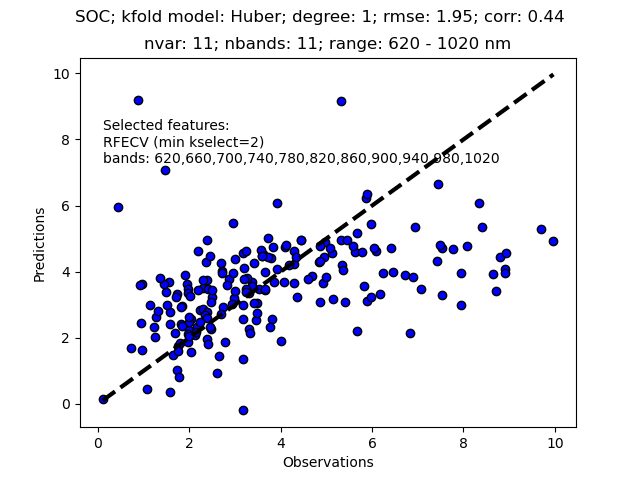 SOC; kfold model: Huber; degree: 1; rmse: 1.95; corr: 0.44
nvar: 11; nbands: 11; range: 620 - 1020 nm
10
8
6
4
2
0
Predictions
Selected features:
RFECV (min kselect=2)
bands: 620,660,700,740,780,820,860,900,940,980,1020
0 2 4 6 8 10
Observations